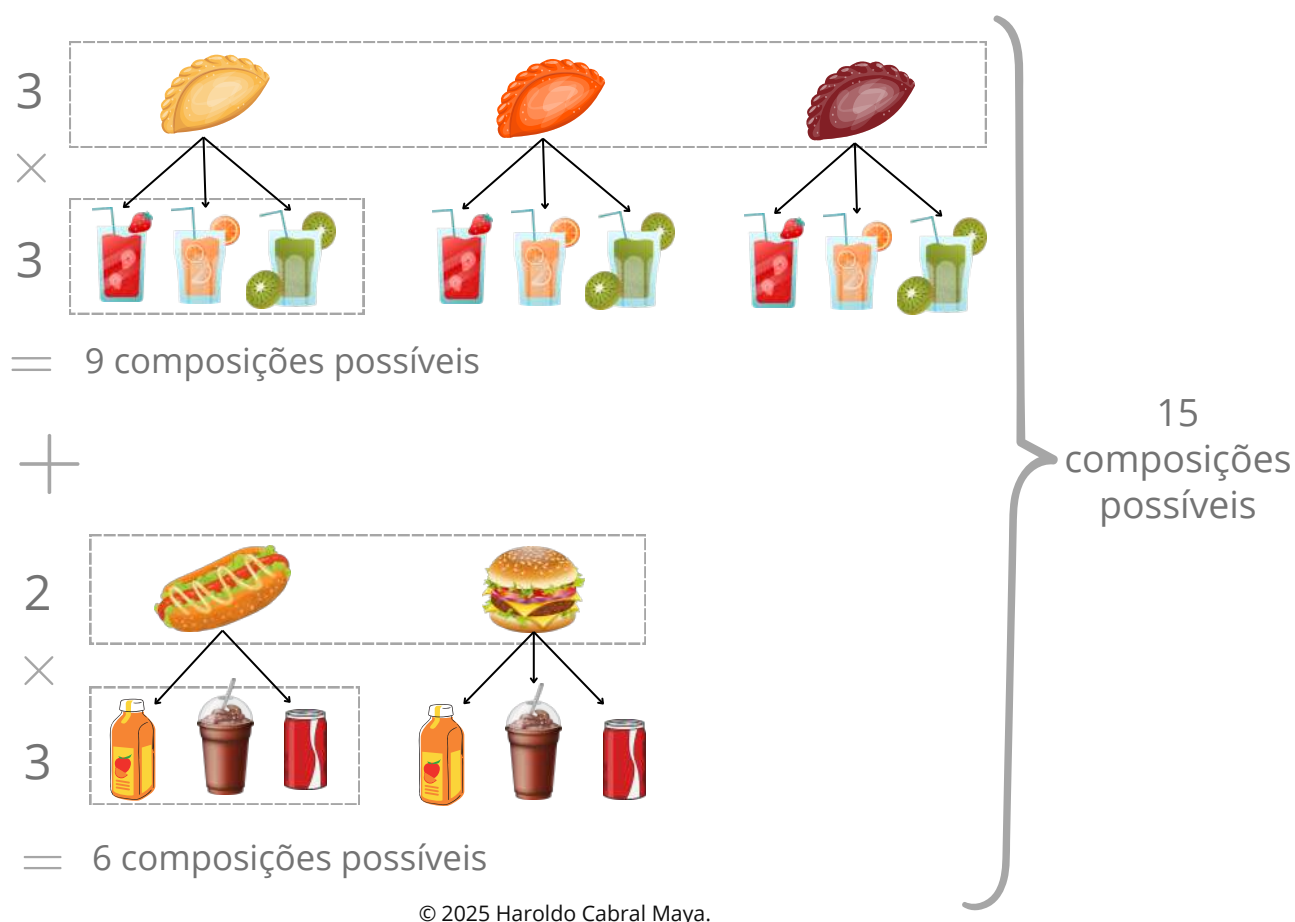 3
×
3
= 9 composições possíveis
+
2
×
3
= 6 composições possíveis
15
composições
possíveis
© 2025 Haroldo Cabral Maya.